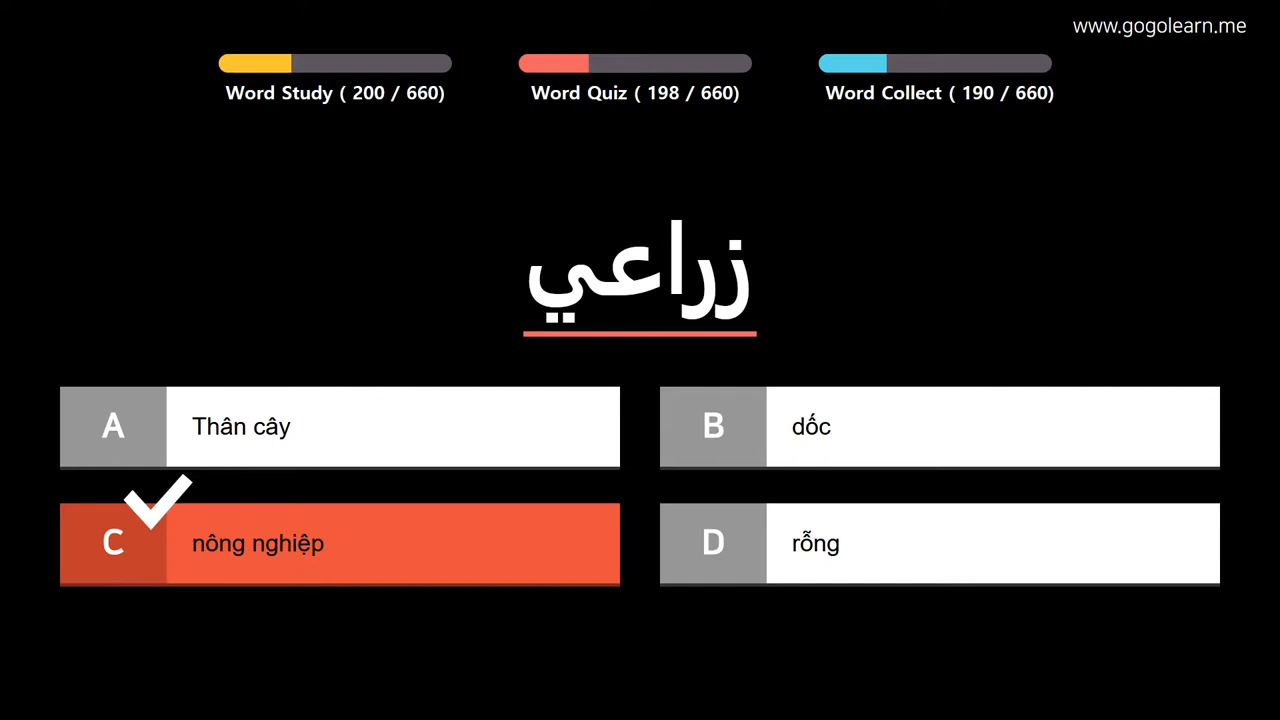 www.gogolearn.me
Word Study ( 200 / 660)
Word Quiz ( 198 / 660)
Word Collect ( 190 / 660)
زراعي
A Thân cây
B dốc
C nông nghiệp
D rỗng